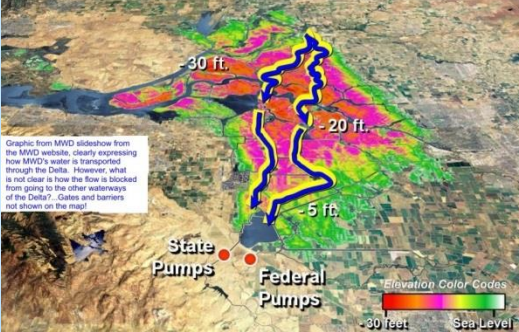 - 30 ft.
- 20 ft.
Graphic from MWD slideshow from
the MWD website, clearly expressing
how MWD's water is transported
through the Delta. However, what
is not clear is how the flow is blocked
from going to the other waterways
of the Delta?...Gates and barriers
not shown on the map!
- 5 ft.
State
Pumps
Federal
Pumps
Elevation Color Codes
- 30 feet
Sea Level